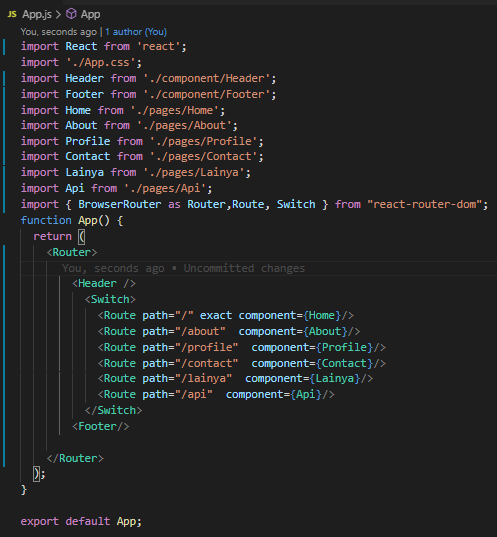 JS App.js > App
You, seconds ago | 1 author (You)
import React from 'react';
import './App.css';
import Header from './component/Header';
import Footer from './component/Footer';
import Home from './pages/Home';
import About from './pages/About';
import Profile from './pages/Profile';
import Contact from './pages/Contact';
import Lainya from './pages/Lainya';
import Api from './pages/Api';
import { BrowserRouter as Router,Route, Switch } from "react-router-dom";
function App() {
  return (
    <Router>
      You, seconds ago • Uncommitted changes
        <Header />
          <Switch>
            <Route path="/" exact component={Home}/>
            <Route path="/about"  component={About}/>
            <Route path="/profile"  component={Profile}/>
            <Route path="/contact"  component={Contact}/>
            <Route path="/lainya"  component={Lainya}/>
            <Route path="/api"  component={Api}/>
          </Switch>
        <Footer/>
    </Router>
  );
}
export default App;